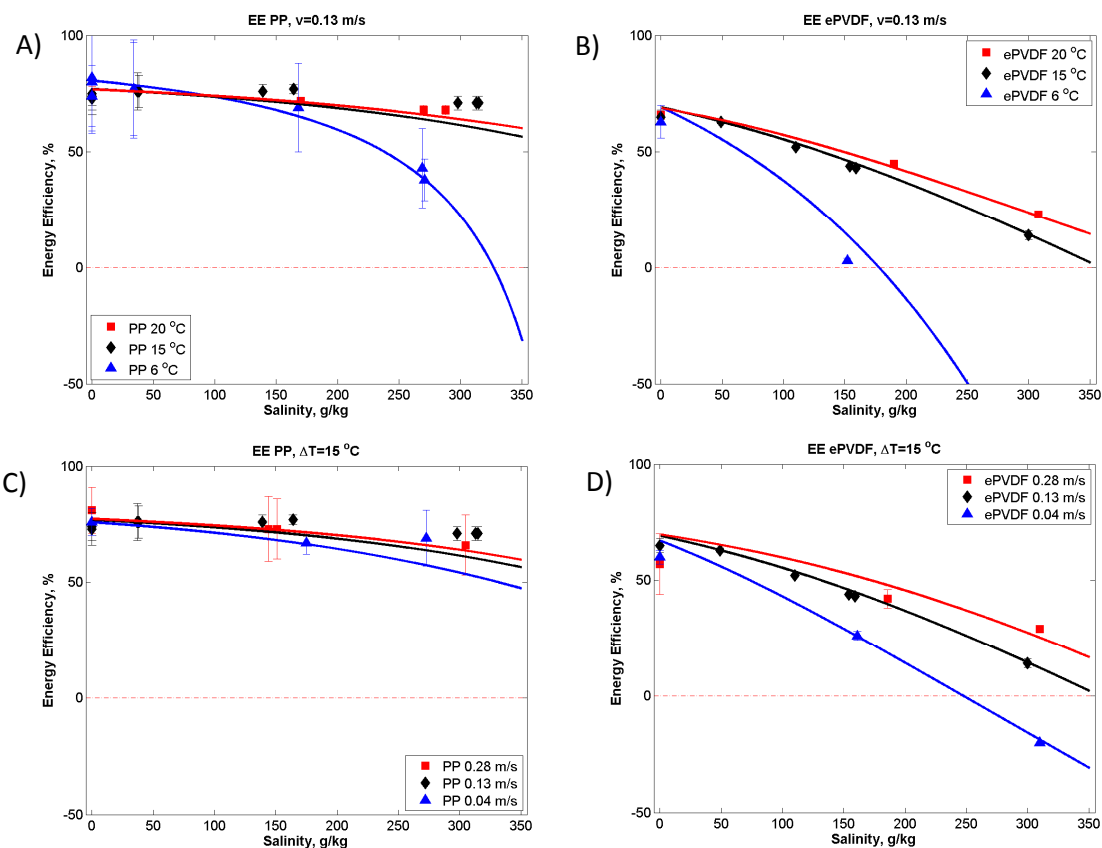 A)
EE PP, v=0.13 m/s
Energy Efficiency, %
100
50
0
-50
0 50 100 150 200 250 300 350
Salinity, g/kg
PP 20 °C
PP 15 °C
PP 6 °C
B)
EE ePVDF, v=0.13 m/s
Energy Efficiency, %
100
50
0
-50
0 50 100 150 200 250 300 350
Salinity, g/kg
ePVDF 20 °C
ePVDF 15 °C
ePVDF 6 °C
C)
EE PP, ΔT=15 °C
Energy Efficiency, %
100
50
0
-50
0 50 100 150 200 250 300 350
Salinity, g/kg
PP 0.28 m/s
PP 0.13 m/s
PP 0.04 m/s
D)
EE ePVDF, ΔT=15 °C
Energy Efficiency, %
100
50
0
-50
0 50 100 150 200 250 300 350
Salinity, g/kg
ePVDF 0.28 m/s
ePVDF 0.13 m/s
ePVDF 0.04 m/s